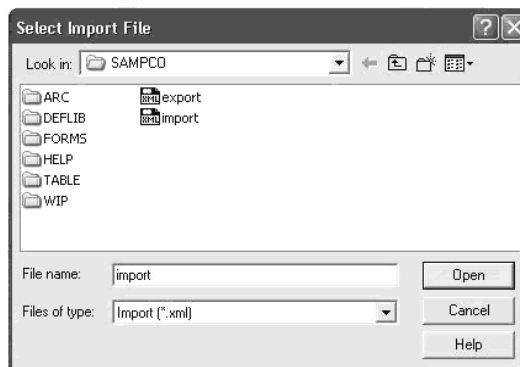 Select Import File
Look in: SAMPCO
ARC
DEFLIB
FORMS
HELP
TABLE
WIP
export
import
File name: import
Open
Files of type: Import (*.xml)
Cancel
Help